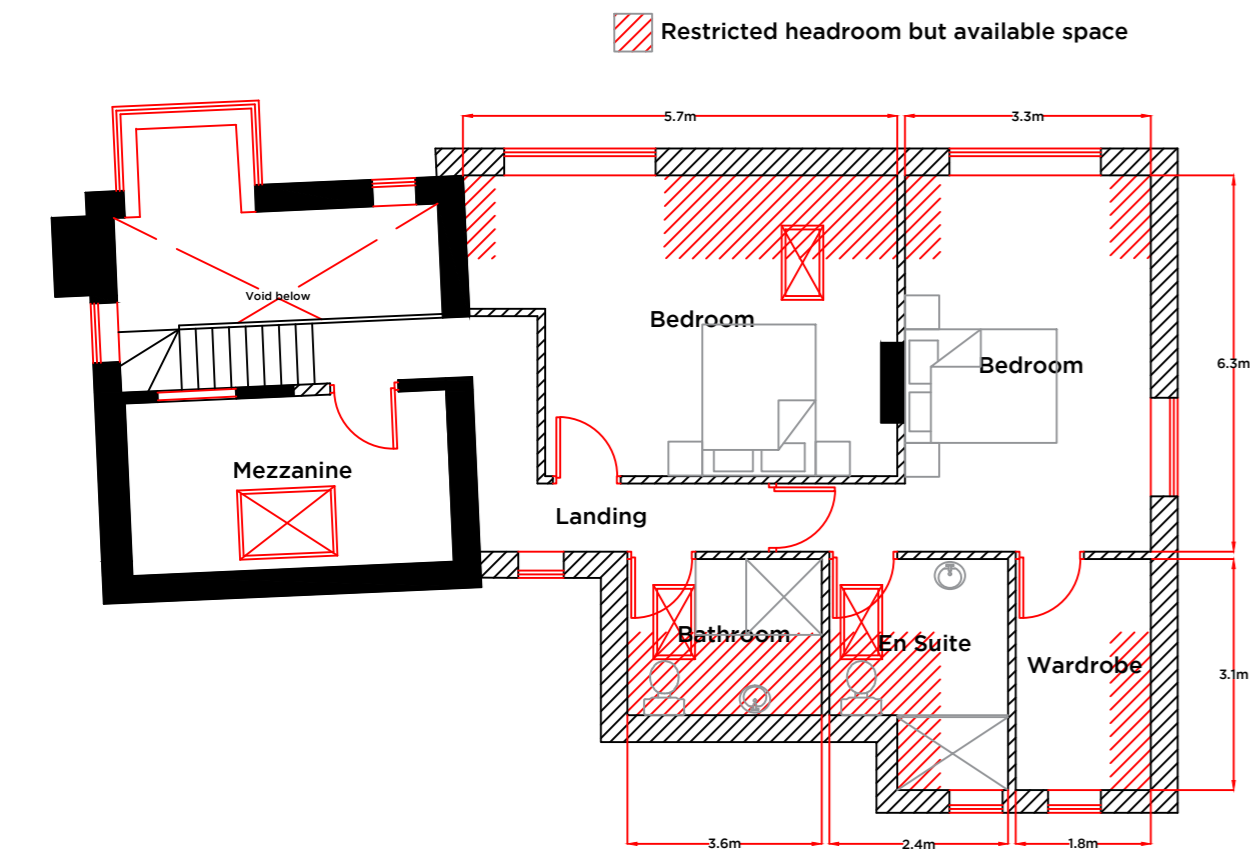 Restricted headroom but available space
5.7m
3.3m
Void below
Bedroom
Bedroom
6.3m
Mezzanine
Landing
Bathroom
En Suite
Wardrobe
3.1m
3.6m
2.4m
1.8m